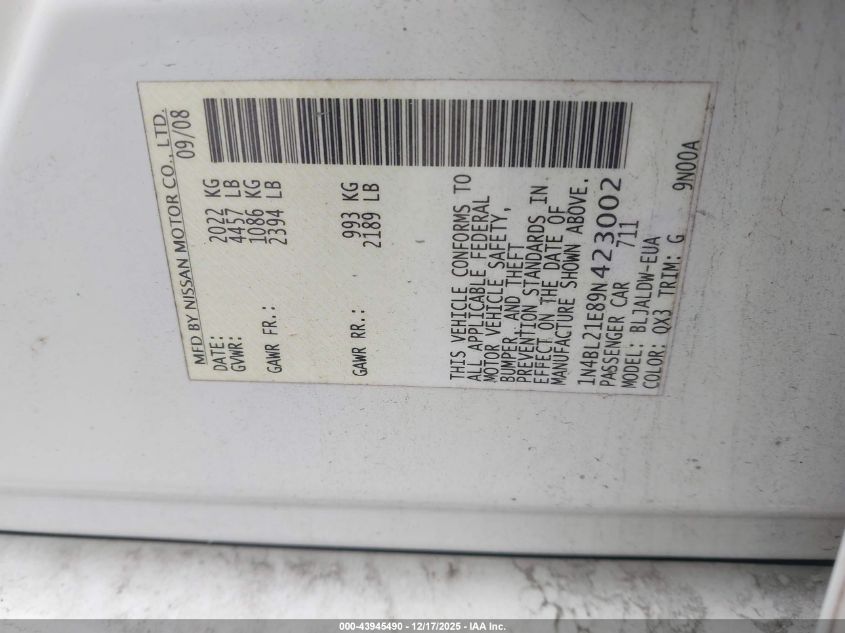 MFD BY NISSAN MOTOR CO., LTD.
DATE: 09/08
GVWR: 2022 KG
4457 LB
GAWR FR.: 1086 KG
2394 LB
GAWR RR.: 993 KG
2189 LB
THIS VEHICLE CONFORMS TO
ALL APPLICABLE FEDERAL
MOTOR VEHICLE SAFETY,
BUMPER, AND THEFT
PREVENTION STANDARDS IN
EFFECT ON THE DATE OF
MANUFACTURE SHOWN ABOVE.
1N4BL21E89N423002
PASSENGER CAR 711
MODEL: BLJALDW-EUA
COLOR: QX3 TRIM: G 9N00A
000-43945490 - 12/17/2025 - IAA Inc.